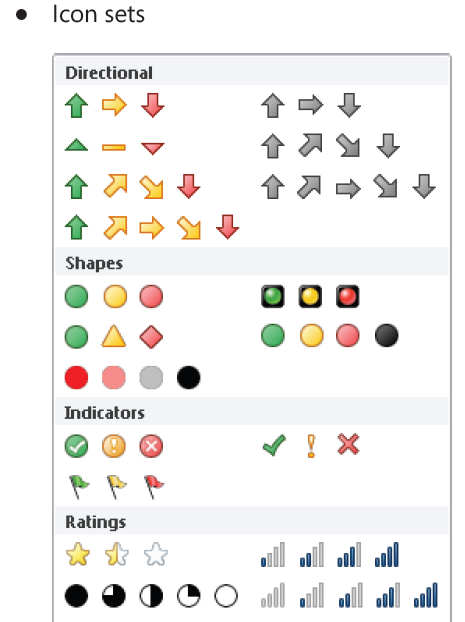 ● Icon sets
Directional
Shapes
Indicators
Ratings